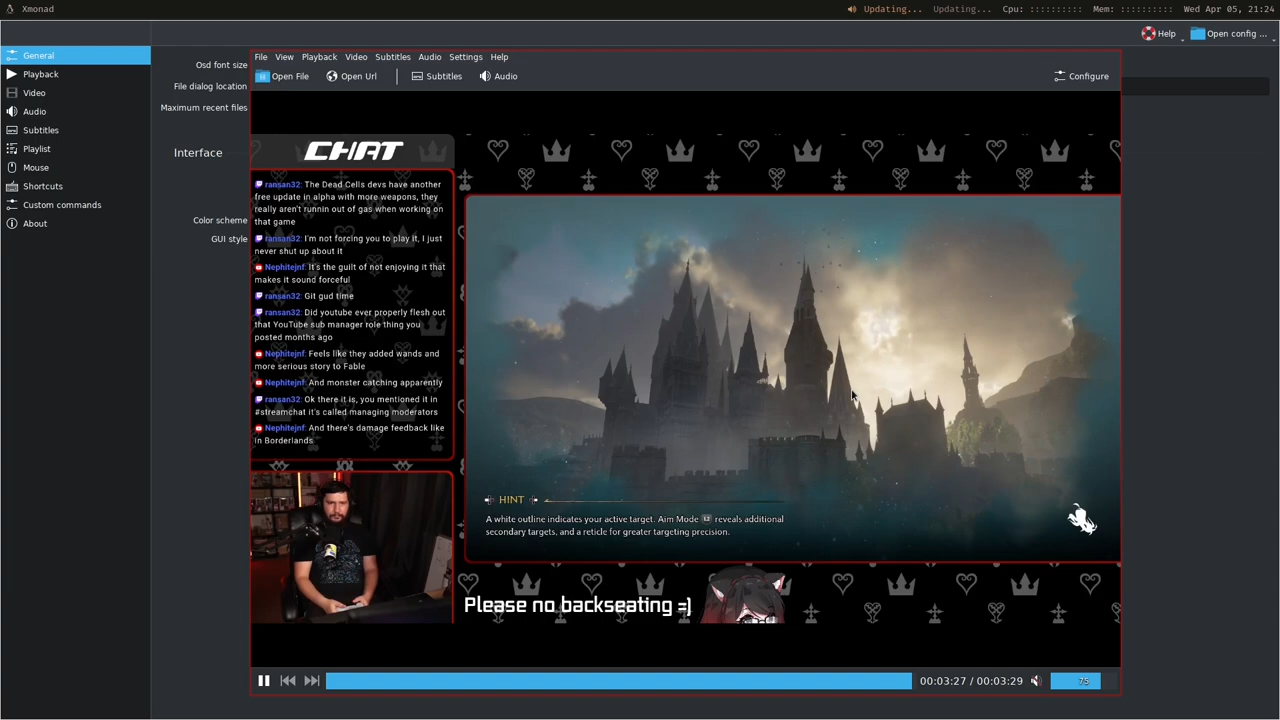 Xmonad
Updating... Updating... Cpu: :::::::::: Mem: :::::::::: Wed Apr 05, 21:24
Help
Open config ...
General
Playback
Video
Audio
Subtitles
Playlist
Mouse
Shortcuts
Custom commands
About
Osd font size
File dialog location
Maximum recent files
Interface
Color scheme
GUI style
File View Playback Video Subtitles Audio Settings Help
Open File Open Url Subtitles Audio Configure
CHAT
ransan32: The Dead Cells devs have another
free update in alpha with more weapons, they
really aren't runnin out of gas when working on
that game
ransan32: I'm not forcing you to play it, I just
never shut up about it
Nephitejnf: It's the guilt of not enjoying it that
makes it sound forceful
ransan32: Git gud time
ransan32: Did youtube ever properly flesh out
that YouTube sub manager role thing you
posted months ago
Nephitejnf: Feels like they added wands and
more serious story to Fable
Nephitejnf: And monster catching apparently
ransan32: Ok there it is, you mentioned it in
#streamchat it's called managing moderators
Nephitejnf: And there's damage feedback like
in Borderlands
HINT
A white outline indicates your active target. Aim Mode L2 reveals additional
secondary targets, and a reticle for greater targeting precision.
Please no backseating =)
00:03:27 / 00:03:29
75